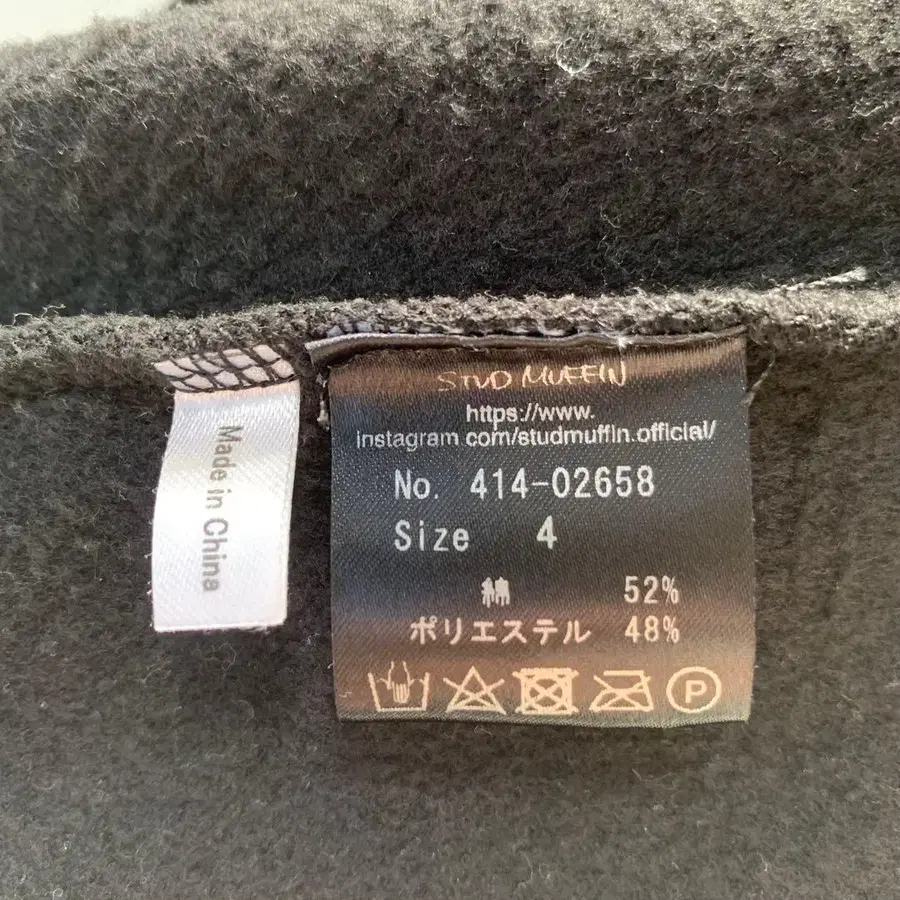 Made in China
STUD MUFFIN
https://www.
instagram.com/studmuffin.official/
No. 414-02658
Size 4
綿 52%
ポリエステル 48%
P